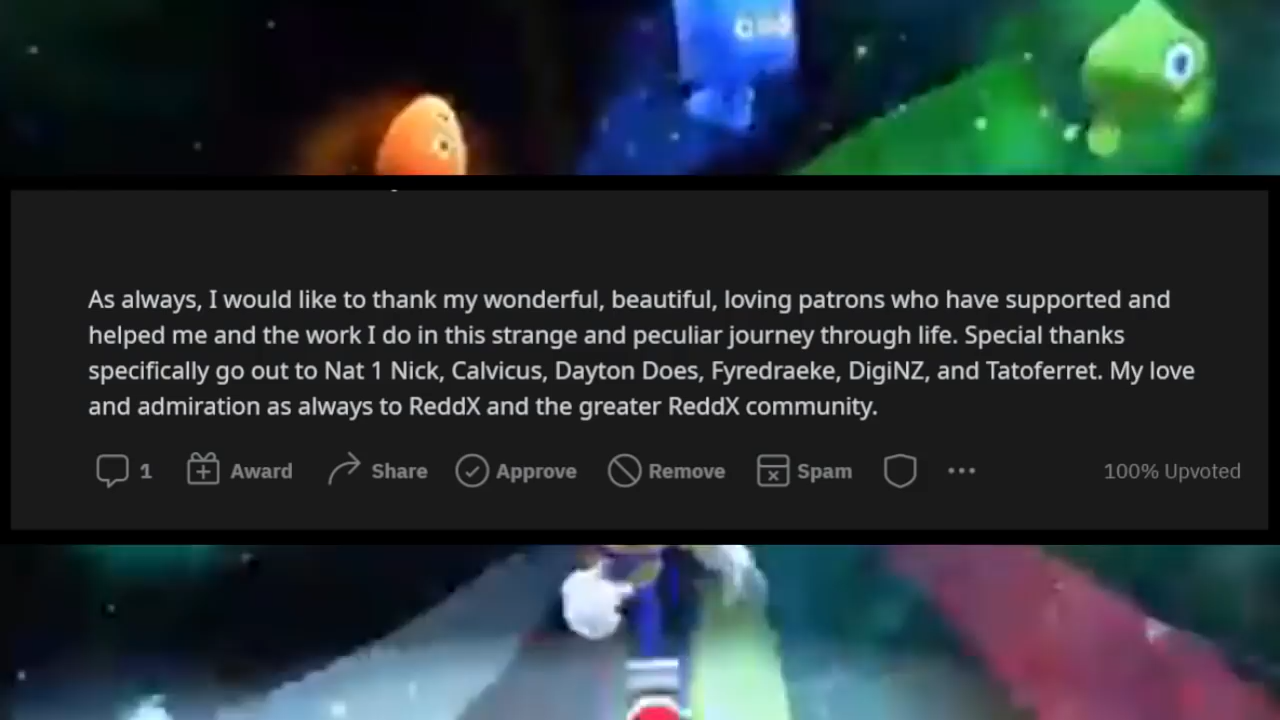 As always, I would like to thank my wonderful, beautiful, loving patrons who have supported and
helped me and the work I do in this strange and peculiar journey through life. Special thanks
specifically go out to Nat 1 Nick, Calvicus, Dayton Does, Fyredraeke, DigiNZ, and Tatoferret. My love
and admiration as always to ReddX and the greater ReddX community.
1 Award Share Approve Remove Spam ••• 100% Upvoted